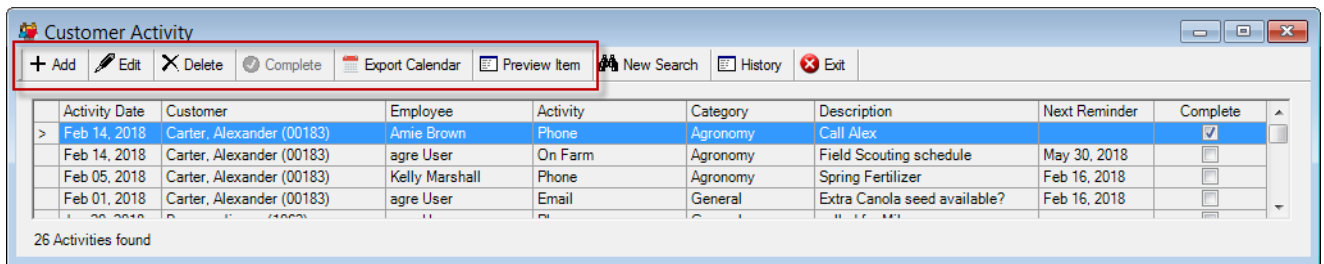 Customer Activity
Add Edit Delete Complete Export Calendar Preview Item New Search History Exit
Activity Date Customer Employee Activity Category Description Next Reminder Complete
> Feb 14, 2018 Carter, Alexander (00183) Amie Brown Phone Agronomy Call Alex
Feb 14, 2018 Carter, Alexander (00183) agre User On Farm Agronomy Field Scouting schedule May 30, 2018
Feb 05, 2018 Carter, Alexander (00183) Kelly Marshall Phone Agronomy Spring Fertilizer Feb 16, 2018
Feb 01, 2018 Carter, Alexander (00183) agre User Email General Extra Canola seed available? Feb 16, 2018
26 Activities found